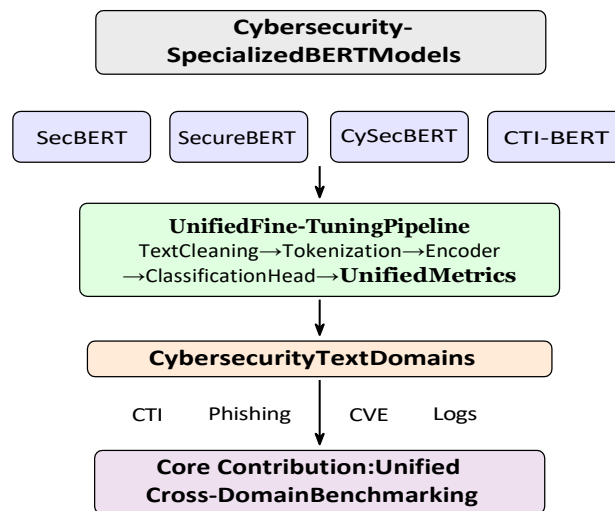 Cybersecurity-
SpecializedBERTModels
SecBERT SecureBERT CySecBERT CTI-BERT
UnifiedFine-TuningPipeline
TextCleaning→Tokenization→Encoder
→ClassificationHead→UnifiedMetrics
CybersecurityTextDomains
CTI Phishing CVE Logs
Core Contribution:Unified
Cross-DomainBenchmarking